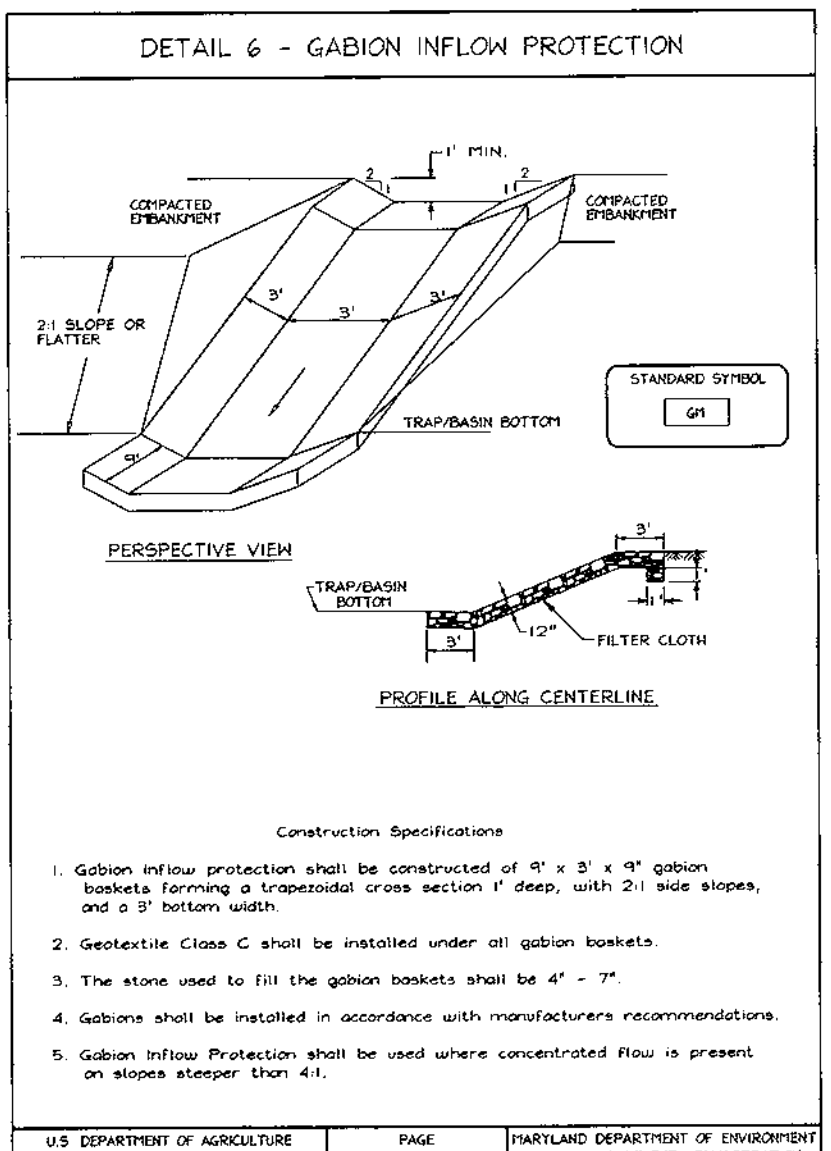 DETAIL 6 - GABION INFLOW PROTECTION
1' MIN.
2
1
1
2
COMPACTED
EMBANKMENT
COMPACTED
EMBANKMENT
3'
3'
3'
2:1 SLOPE OR
FLATTER
STANDARD SYMBOL
GM
TRAP/BASIN BOTTOM
9'
PERSPECTIVE VIEW
3'
1'
TRAP/BASIN
BOTTOM
1'
12"
FILTER CLOTH
3'
PROFILE ALONG CENTERLINE
Construction Specifications
1. Gabion inflow protection shall be constructed of 9' x 3' x 9" gabion
baskets forming a trapezoidal cross section 1' deep, with 2:1 side slopes,
and a 3' bottom width.
2. Geotextile Class C shall be installed under all gabion baskets.
3. The stone used to fill the gabion baskets shall be 4" - 7".
4. Gabions shall be installed in accordance with manufacturers recommendations.
5. Gabion Inflow Protection shall be used where concentrated flow is present
on slopes steeper than 4:1.
U.S. DEPARTMENT OF AGRICULTURE
PAGE
MARYLAND DEPARTMENT OF ENVIRONMENT